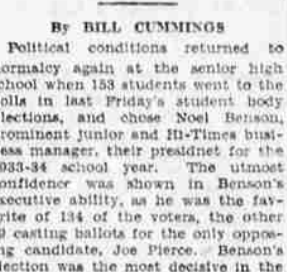 By BILL CUMMINGS
Political conditions returned to
ormalcy again at the senior high
chool when 153 students went to the
olls in last Friday's student body
lections, and chose Noel Benson,
rominent junior and Hi-Times busi-
ess manager, their presidnet for the
933-34 school year. The utmost
onfidence was shown in Benson's
xecutive ability, as he was the fav-
rite of 134 of the voters, the other
9 casting ballots for the only oppos-
ng candidate, Joe Pierce. Benson's
lection was the most decisive in the